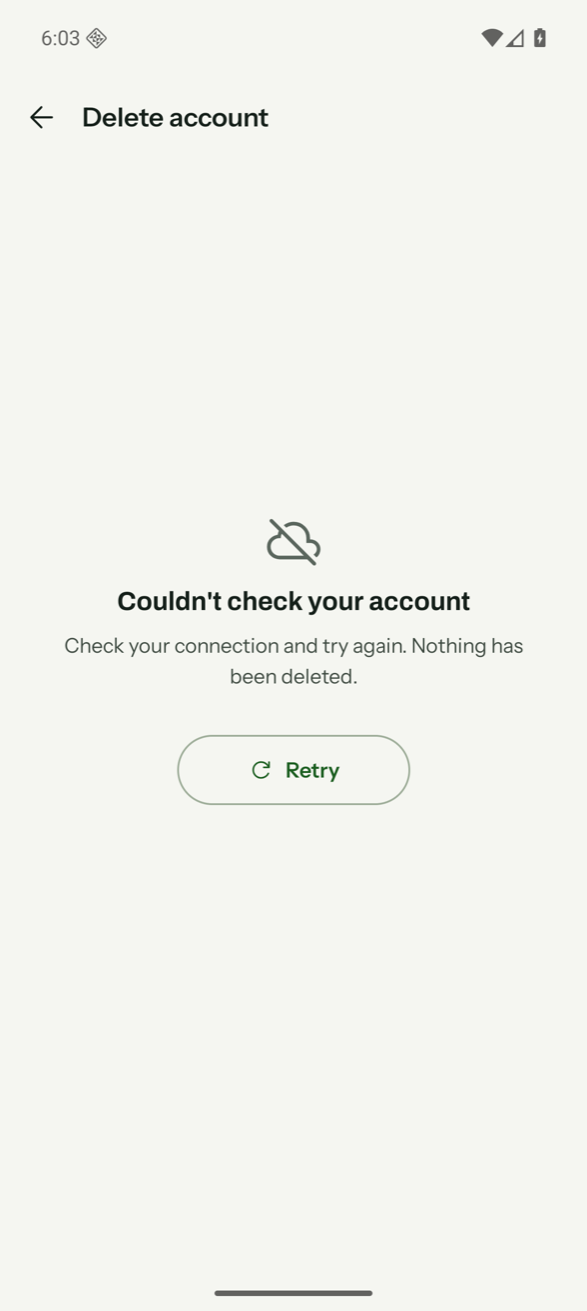 6:03
Delete account
Couldn't check your account
Check your connection and try again. Nothing has
been deleted.
Retry